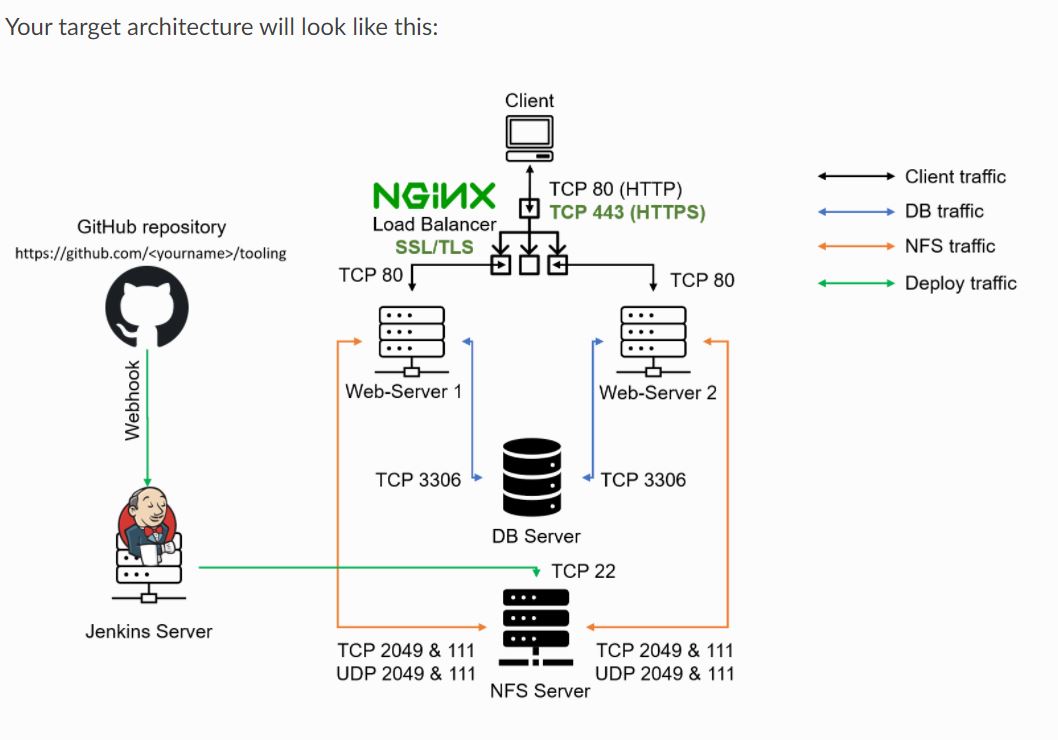 Your target architecture will look like this:
Client
NGINX
Load Balancer
SSL/TLS
TCP 80 (HTTP)
TCP 443 (HTTPS)
Client traffic
DB traffic
NFS traffic
Deploy traffic
GitHub repository
https://github.com/<yourname>/tooling
TCP 80
TCP 80
Webhook
Web-Server 1
Web-Server 2
TCP 3306
TCP 3306
DB Server
TCP 22
Jenkins Server
TCP 2049 & 111
UDP 2049 & 111
TCP 2049 & 111
UDP 2049 & 111
NFS Server